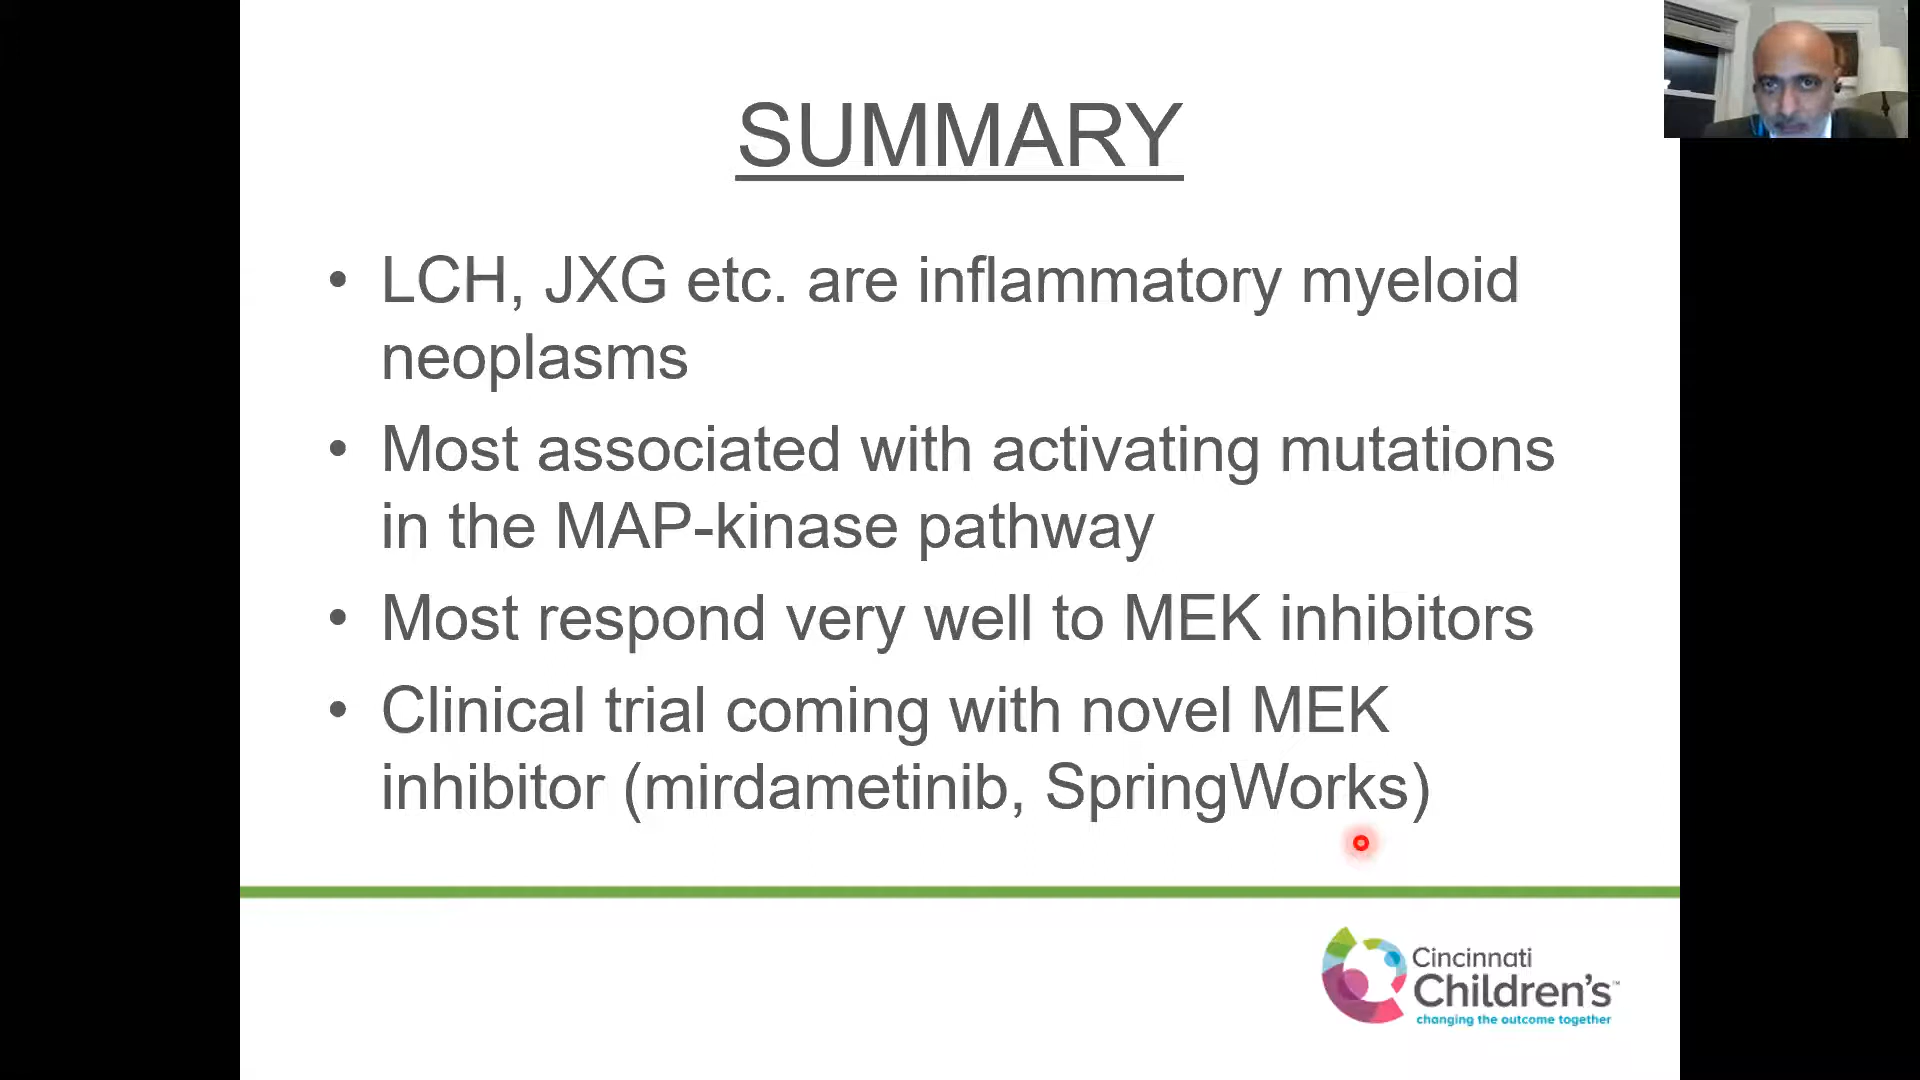 SUMMARY
• LCH, JXG etc. are inflammatory myeloid
neoplasms
• Most associated with activating mutations
in the MAP-kinase pathway
• Most respond very well to MEK inhibitors
• Clinical trial coming with novel MEK
inhibitor (mirdametinib, SpringWorks)
Cincinnati
Children's™
changing the outcome together